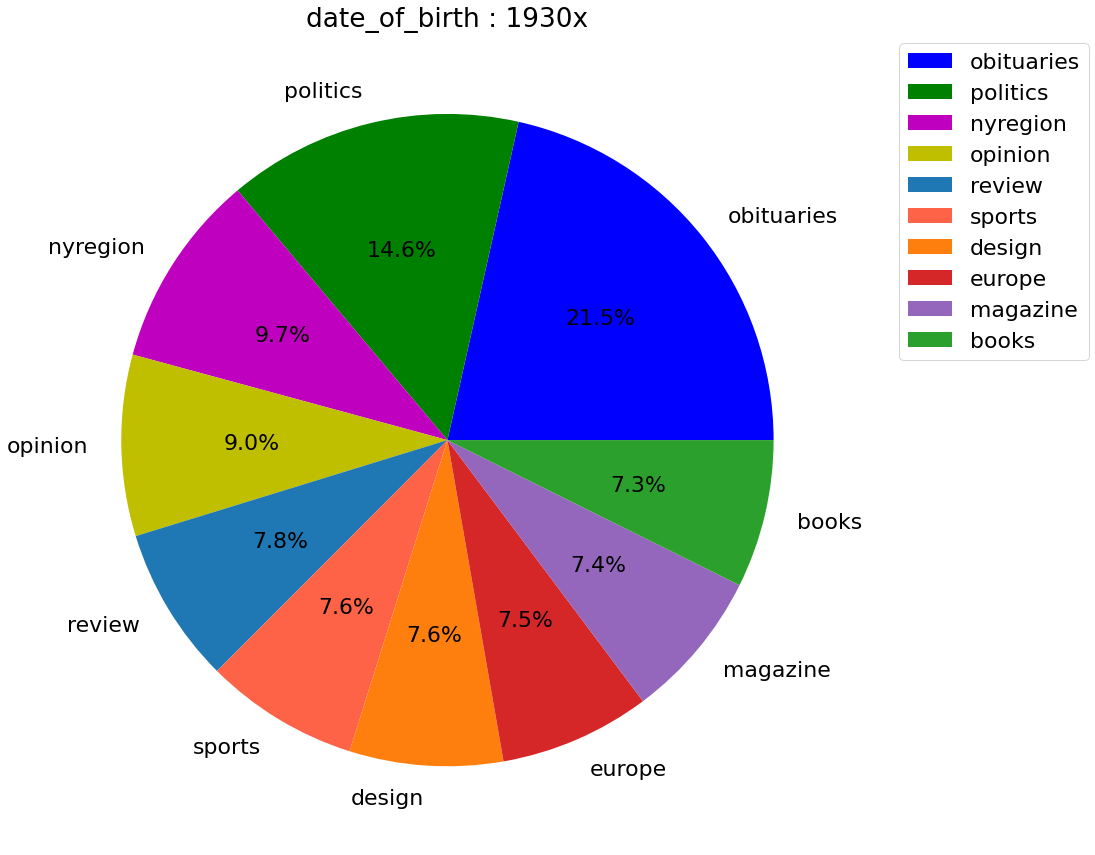 date_of_birth : 1930x
obituaries
politics
nyregion
opinion
review
sports
design
europe
magazine
books
21.5%
14.6%
9.7%
9.0%
7.8%
7.6%
7.6%
7.5%
7.4%
7.3%
obituaries
politics
nyregion
opinion
review
sports
design
europe
magazine
books